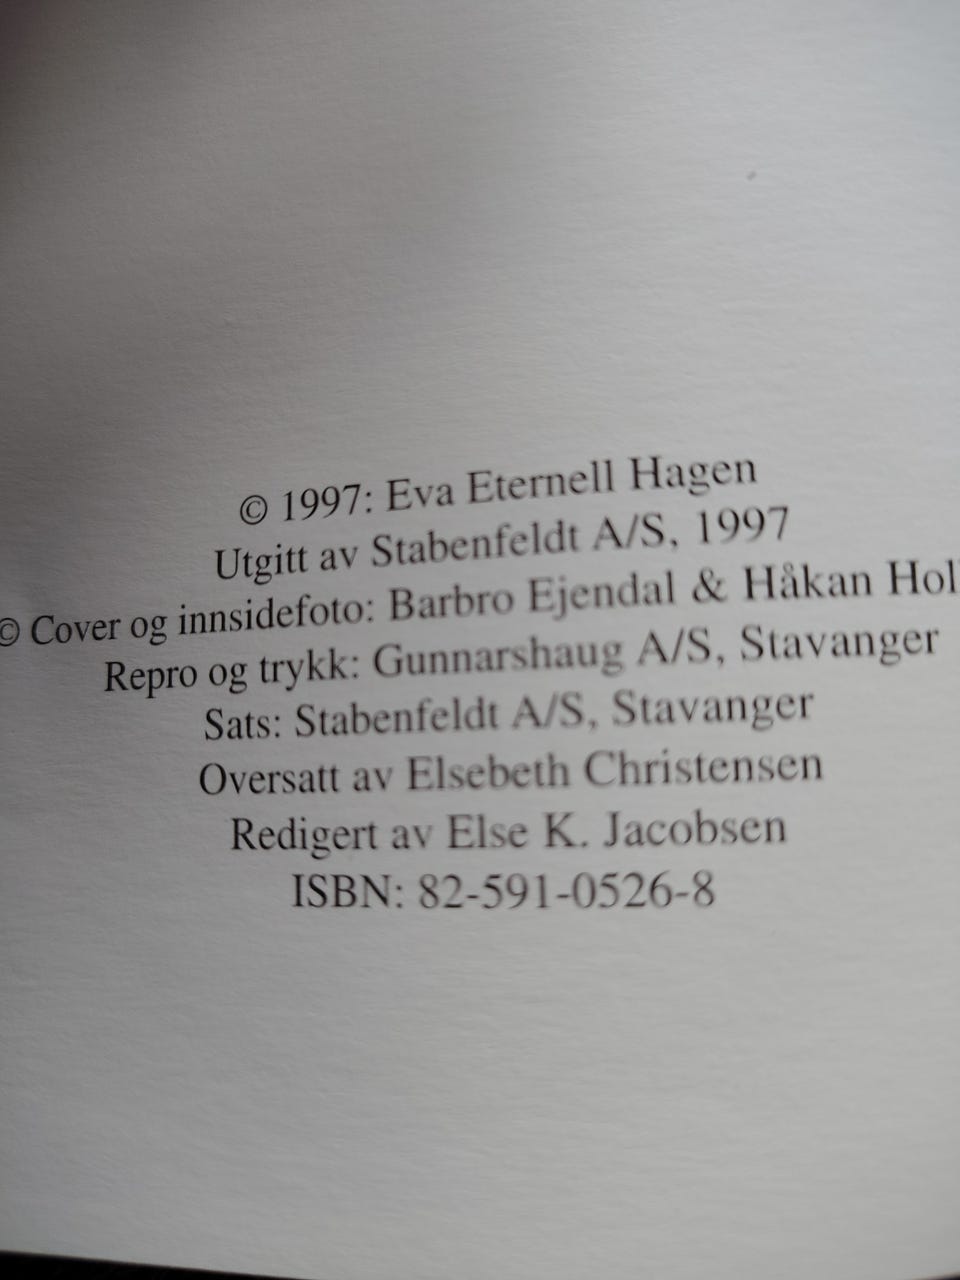 © 1997: Eva Eternell Hagen
Utgitt av Stabenfeldt A/S, 1997
© Cover og innsidefoto: Barbro Ejendal & Håkan
Repro og trykk: Gunnarshaug A/S, Stavanger
Sats: Stabenfeldt A/S, Stavanger
Oversatt av Elsebeth Christensen
Redigert av Else K. Jacobsen
ISBN: 82-591-0526-8